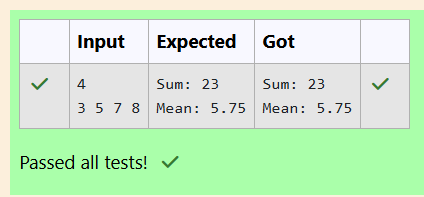 Input Expected Got
4 Sum: 23 Sum: 23
3 5 7 8 Mean: 5.75 Mean: 5.75
Passed all tests!